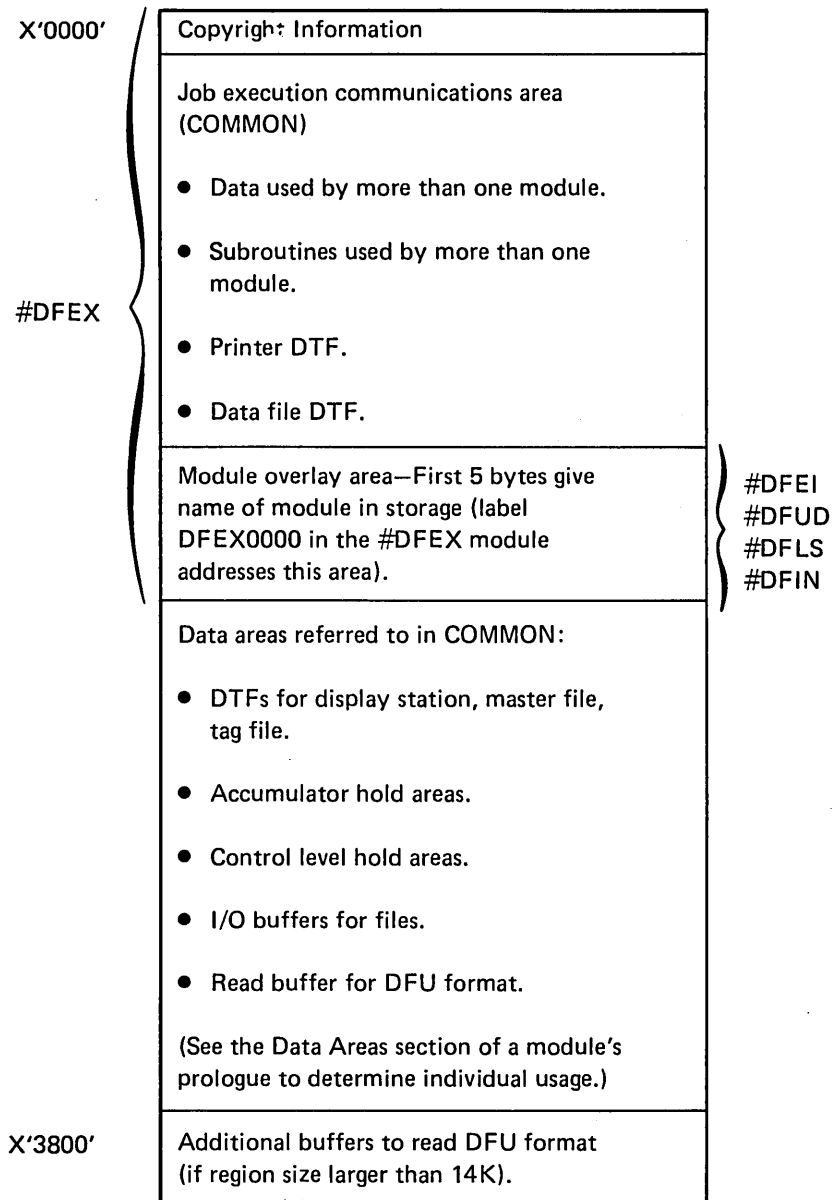 X'0000'
Copyright Information
Job execution communications area
(COMMON)
● Data used by more than one module.
● Subroutines used by more than one
module.
#DFEX
● Printer DTF.
● Data file DTF.
Module overlay area—First 5 bytes give
name of module in storage (label
DFEX0000 in the #DFEX module
addresses this area).
#DFEI
#DFUD
#DFLS
#DFIN
Data areas referred to in COMMON:
● DTFs for display station, master file,
tag file.
● Accumulator hold areas.
● Control level hold areas.
● I/O buffers for files.
● Read buffer for DFU format.
(See the Data Areas section of a module's
prologue to determine individual usage.)
X'3800'
Additional buffers to read DFU format
(if region size larger than 14K).